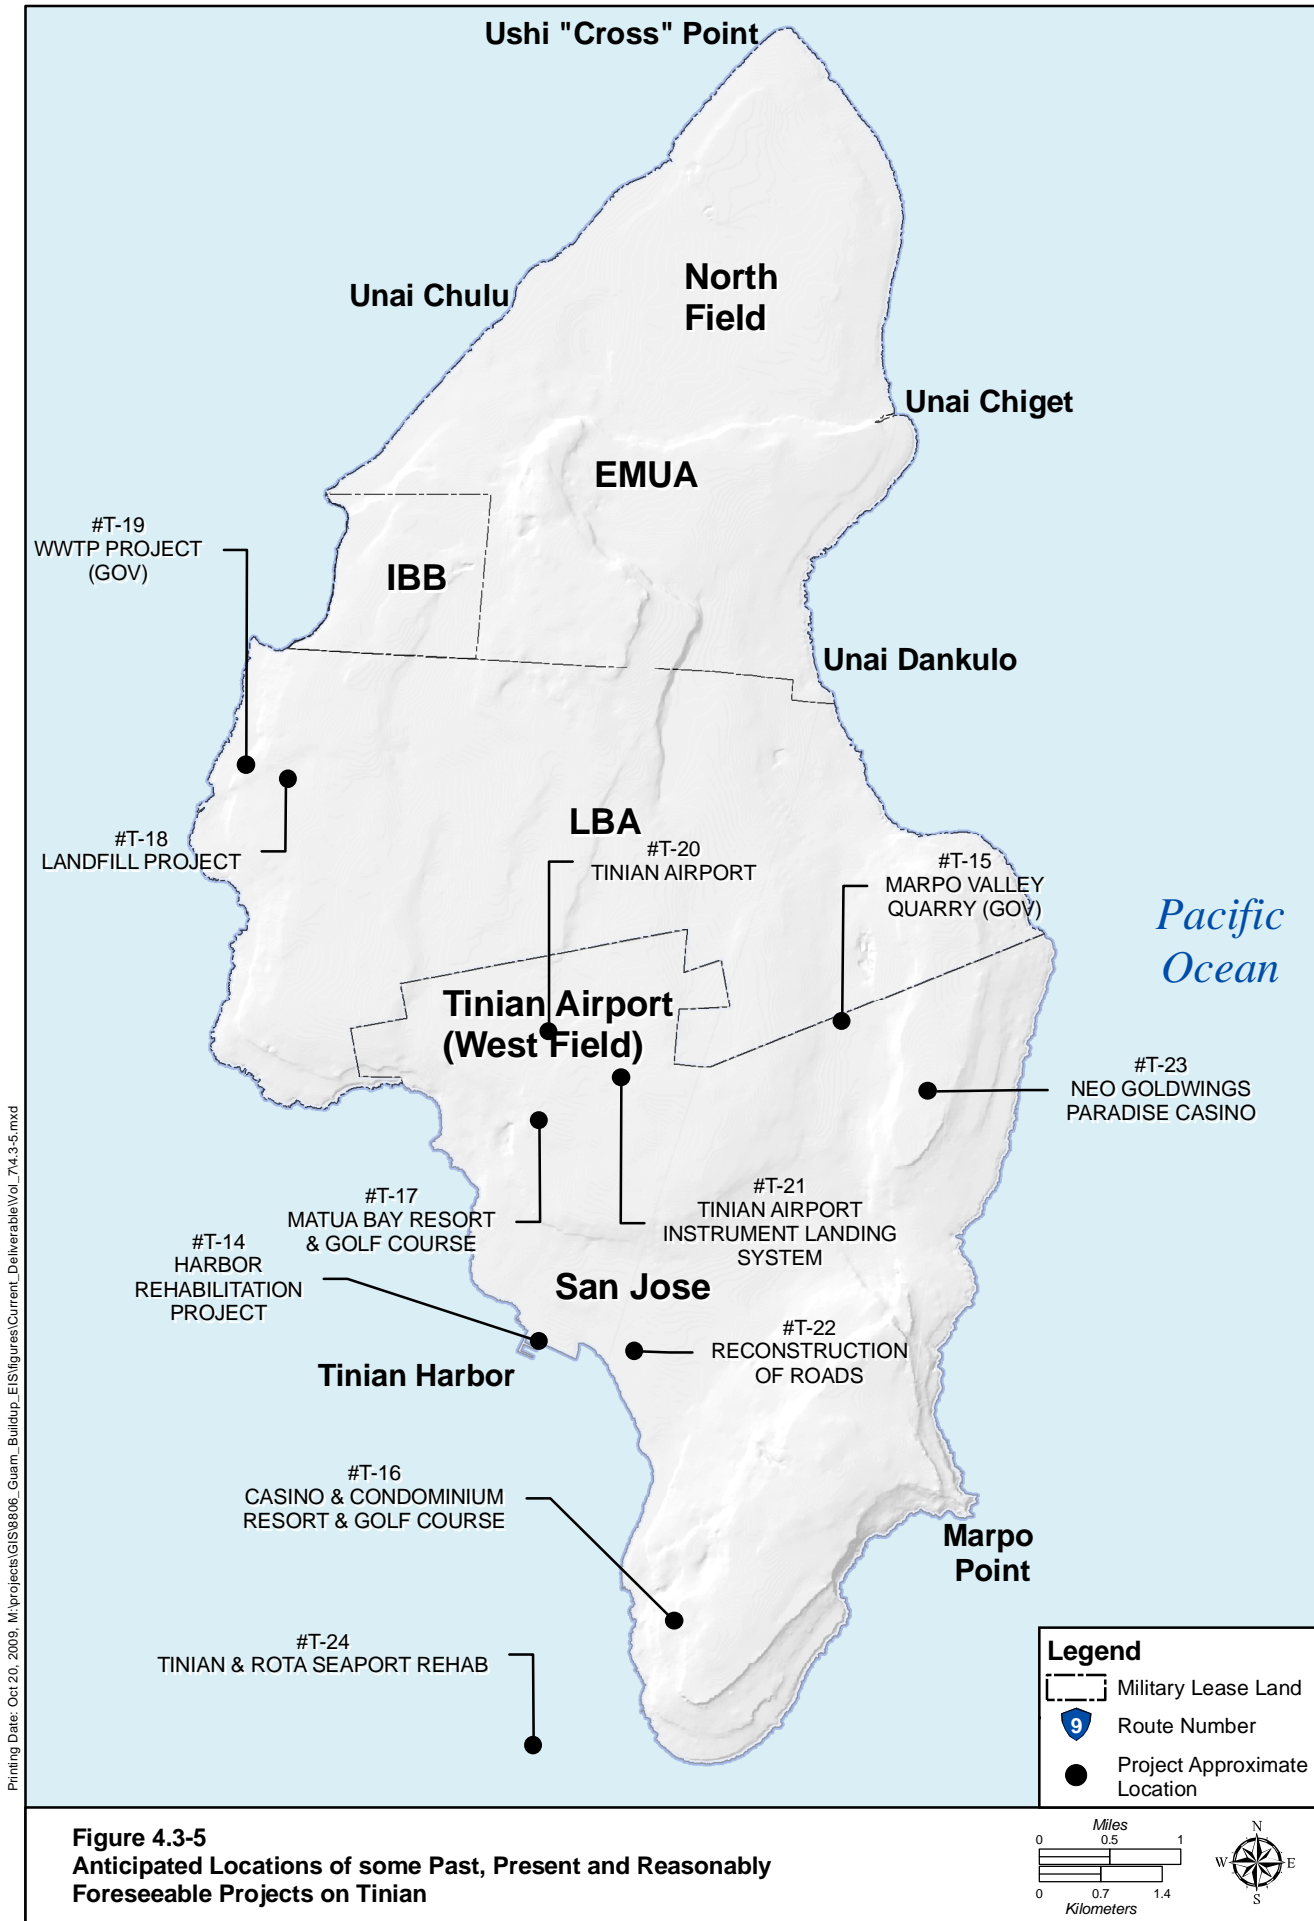 Ushi "Cross" Point
North
Field
Unai Chulu
Unai Chiget
EMUA
#T-19
WWTP PROJECT
(GOV)
IBB
Unai Dankulo
LBA
#T-18
LANDFILL PROJECT
#T-20
TINIAN AIRPORT
#T-15
MARPO VALLEY
QUARRY (GOV)
Pacific
Ocean
Tinian Airport
(West Field)
#T-23
NEO GOLDWINGS
PARADISE CASINO
#T-17
MATUA BAY RESORT
& GOLF COURSE
#T-21
TINIAN AIRPORT
INSTRUMENT LANDING
SYSTEM
#T-14
HARBOR
REHABILITATION
PROJECT
San Jose
#T-22
RECONSTRUCTION
OF ROADS
Tinian Harbor
#T-16
CASINO & CONDOMINIUM
RESORT & GOLF COURSE
Marpo
Point
#T-24
TINIAN & ROTA SEAPORT REHAB
Legend
Military Lease Land
9
Route Number
Project Approximate
Location
Printing Date: Oct 20, 2009, M:\projects\GIS\8806_Guam_Buildup_EIS\figures\Current_Deliverable\Vol_7\4.3-5.mxd
Figure 4.3-5
Anticipated Locations of some Past, Present and Reasonably
Foreseeable Projects on Tinian
Miles
0 0.5 1
0 0.7 1.4
Kilometers
N
W E
S